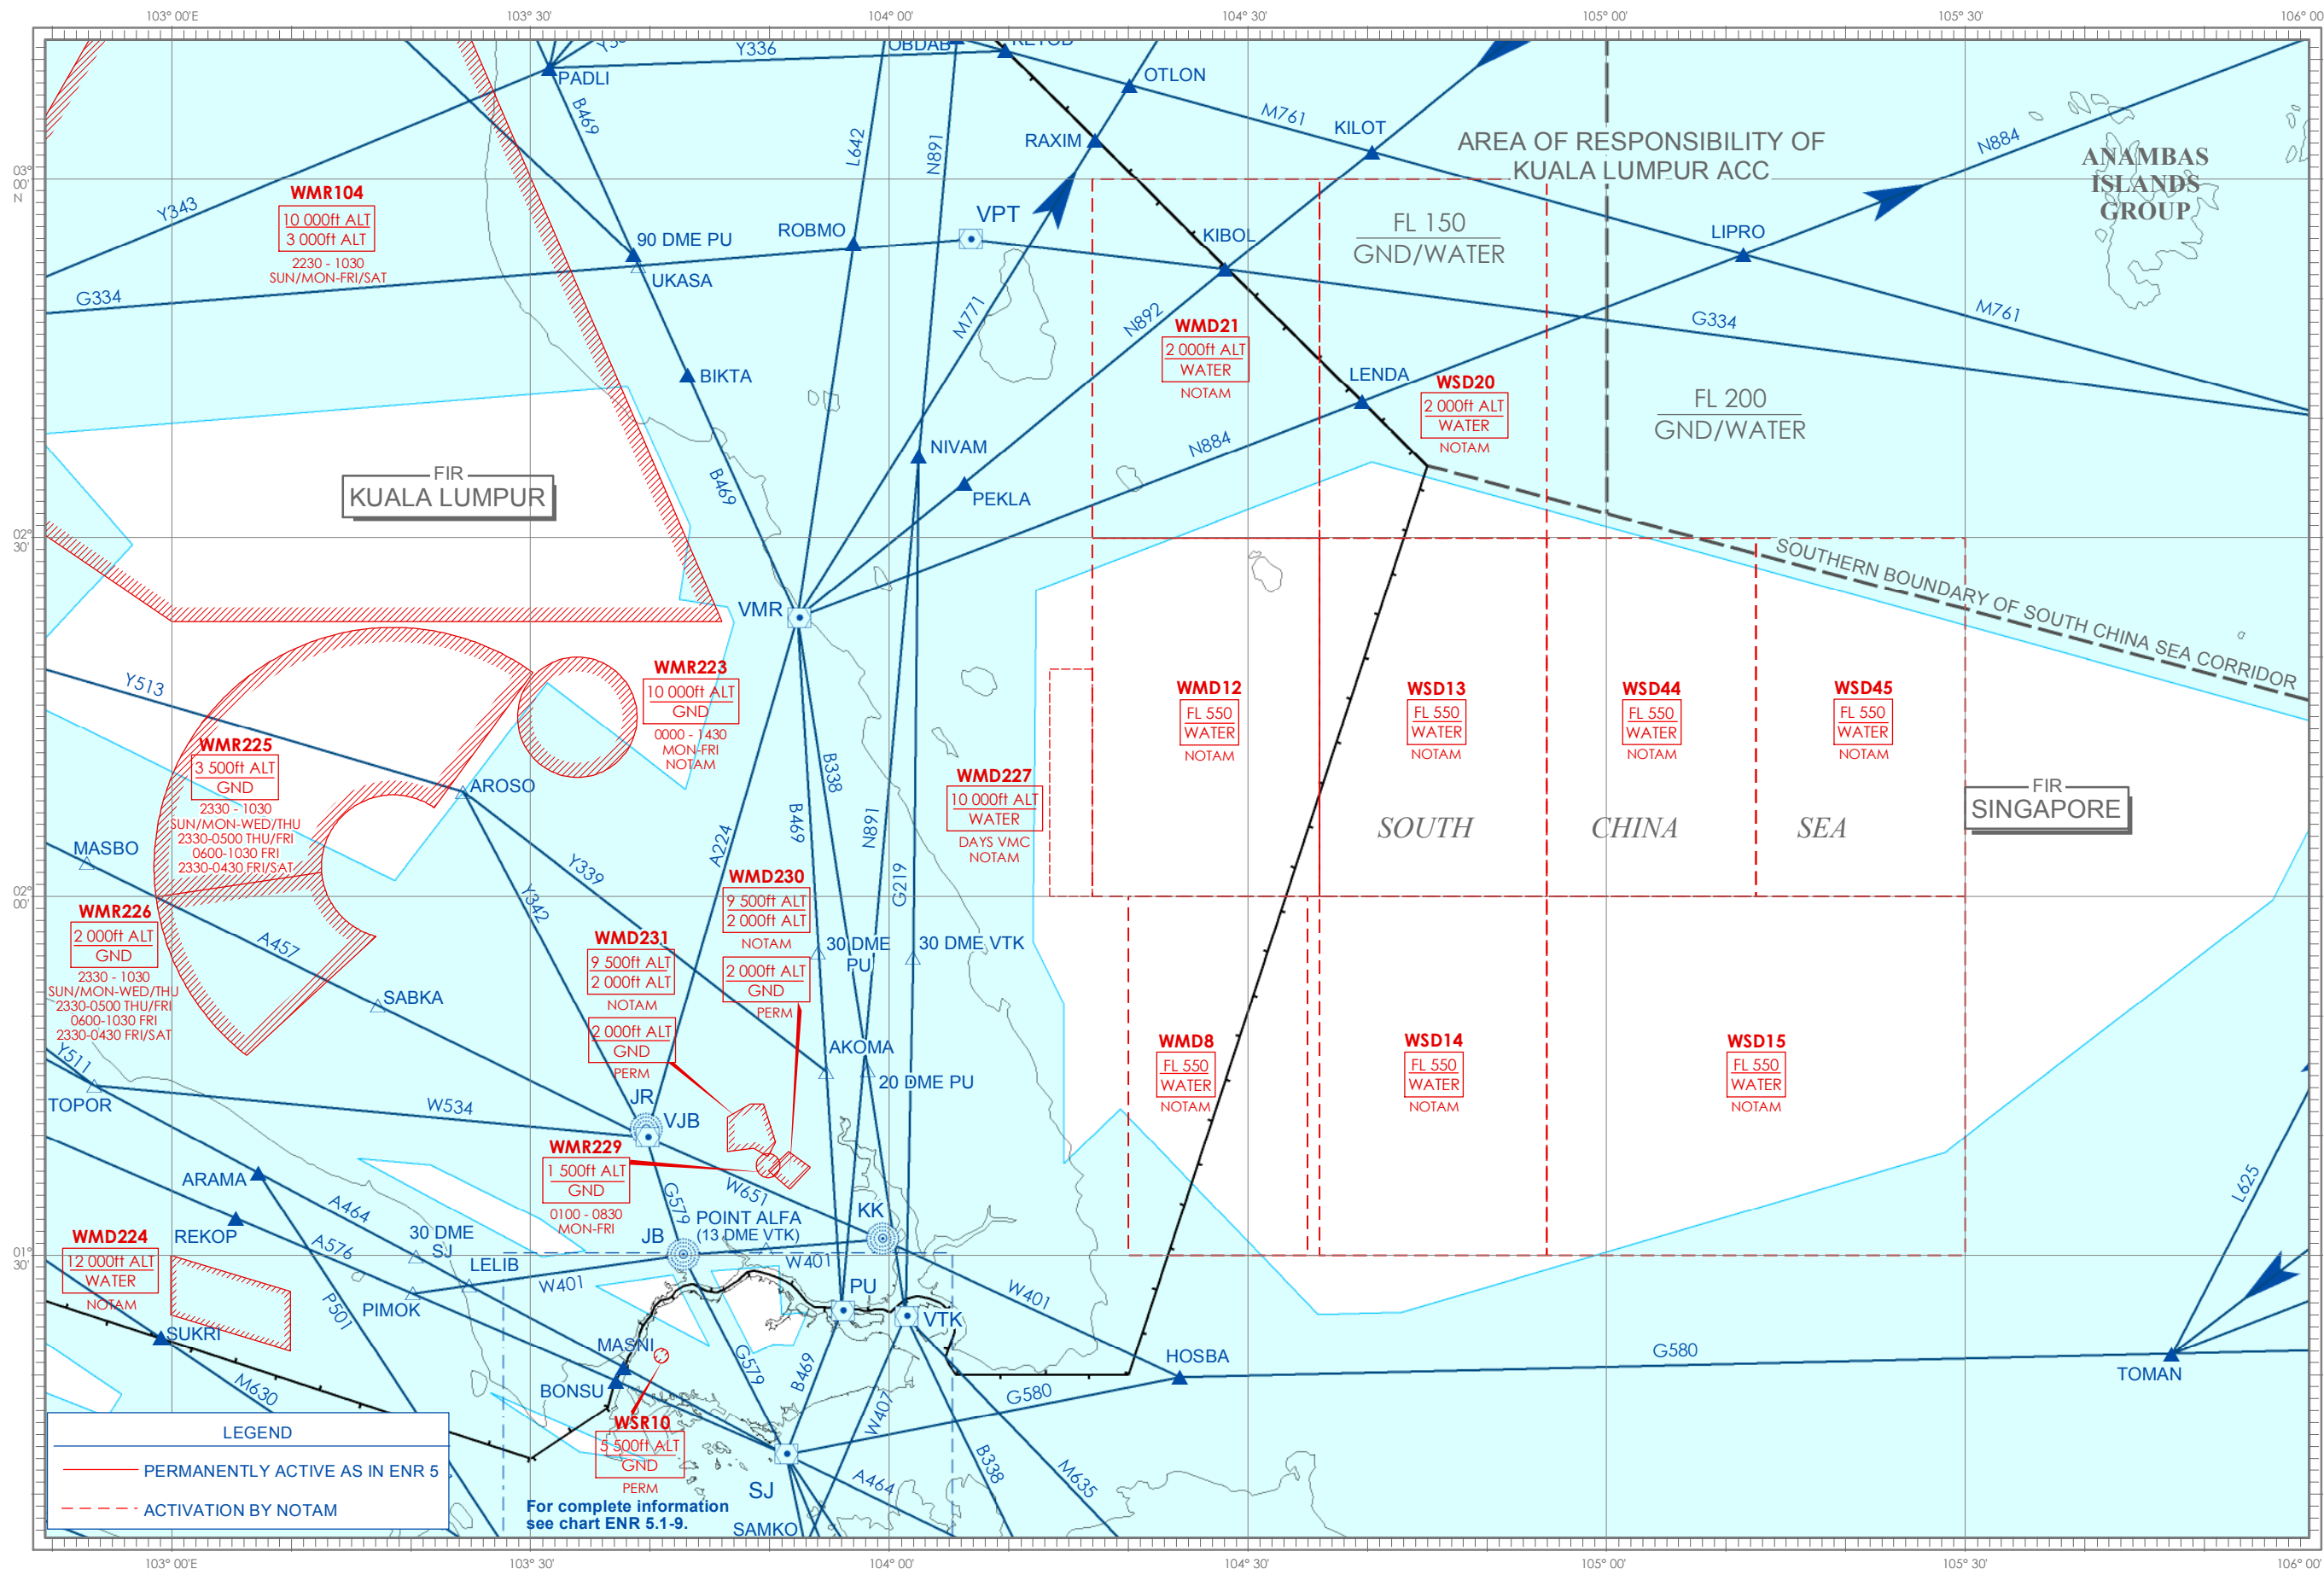 103° 00'E
103° 30'
104° 00'
104° 30'
105° 00'
105° 30'
106° 00'
Y336
OBDAB
PADLI
OTLON
B469
M761
KILOT
RAXIM
L642
N891
AREA OF RESPONSIBILITY OF
KUALA LUMPUR ACC
N884
ANAMBAS
ISLANDS
GROUP
03°
00'
N
WMR104
10 000ft ALT
3 000ft ALT
2230 - 1030
SUN/MON-FRI/SAT
Y343
90 DME PU
ROBMO
VPT
KIBOL
FL 150
GND/WATER
LIPRO
UKASA
G334
M771
N892
WMD21
2 000ft ALT
WATER
NOTAM
G334
M761
BIKTA
LENDA
WSD20
2 000ft ALT
WATER
NOTAM
FL 200
GND/WATER
N884
NIVAM
FIR
KUALA LUMPUR
B469
PEKLA
02°
30'
SOUTHERN BOUNDARY OF SOUTH CHINA SEA CORRIDOR
VMR
Y513
WMR223
10 000ft ALT
GND
0000 - 1430
MON-FRI
NOTAM
WMD12
FL 550
WATER
NOTAM
WSD13
FL 550
WATER
NOTAM
WSD44
FL 550
WATER
NOTAM
WSD45
FL 550
WATER
NOTAM
WMR225
3 500ft ALT
GND
2330 - 1030
SUN/MON-WED/THU
2330-0500 THU/FRI
0600-1030 FRI
2330-0430 FRI/SAT
AROSO
B338
WMD227
10 000ft ALT
WATER
DAYS VMC
NOTAM
FIR
SINGAPORE
B469
N891
SOUTH CHINA SEA
MASBO
A224
Y339
G219
02°
00'
WMD230
9 500ft ALT
2 000ft ALT
NOTAM
2 000ft ALT
GND
PERM
Y342
WMR226
2 000ft ALT
GND
2330 - 1030
SUN/MON-WED/THU
2330-0500 THU/FRI
0600-1030 FRI
2330-0430 FRI/SAT
A457
WMD231
9 500ft ALT
2 000ft ALT
NOTAM
2 000ft ALT
GND
PERM
30 DME
PU
30 DME VTK
SABKA
AKOMA
20 DME PU
WMD8
FL 550
WATER
NOTAM
WSD14
FL 550
WATER
NOTAM
WSD15
FL 550
WATER
NOTAM
Y511
TOPOR
W534
JR
VJB
WMR229
1 500ft ALT
GND
0100 - 0830
MON-FRI
ARAMA
G579
W651
L625
A464
POINT ALFA
(13 DME VTK)
KK
REKOP
30 DME
SJ
JB
A576
WMD224
12 000ft ALT
WATER
NOTAM
01°
30'
LELIB
W401
W401
PU
W401
P501
PIMOK
VTK
SUKRI
MASNI
HOSBA
G580
TOMAN
G579
B469
BONSU
M630
G580
W407
WSR10
5 500ft ALT
GND
PERM
B338
M635
A464
SJ
LEGEND
PERMANENTLY ACTIVE AS IN ENR 5
ACTIVATION BY NOTAM
For complete information
see chart ENR 5.1-9.
SAMKO
103° 00'E
103° 30'
104° 00'
104° 30'
105° 00'
105° 30'
106° 00'